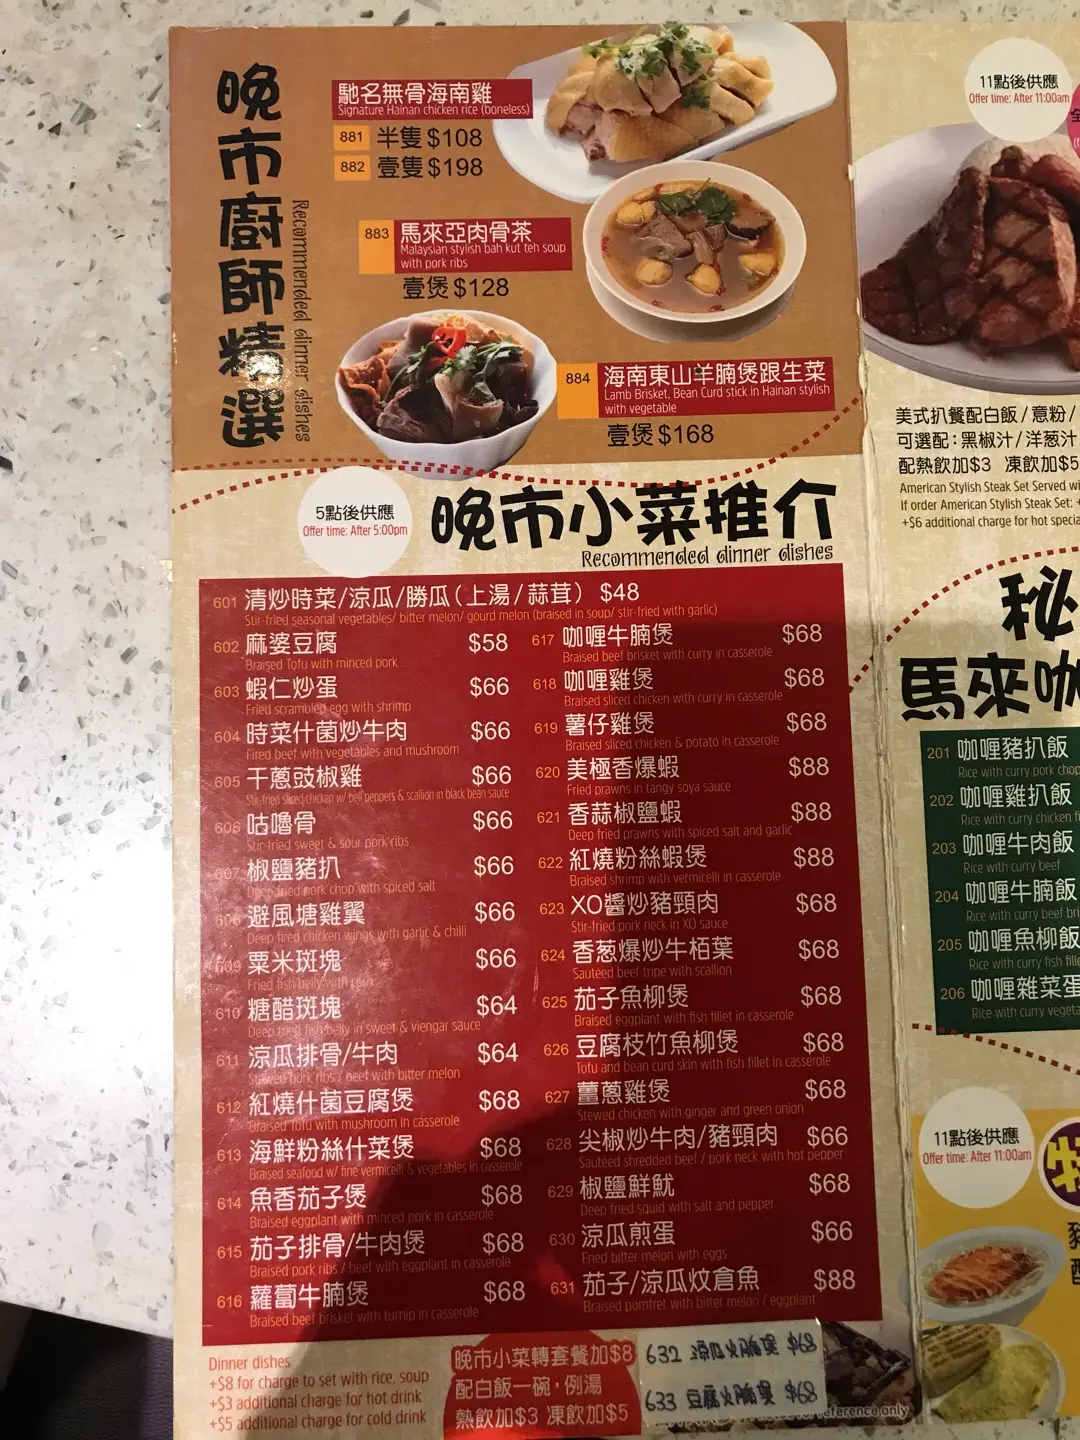 晚市廚師精選
Recommended dinner dishes
馳名無骨海南雞
Signature Hainan chicken rice (boneless)
881 半隻 $108
882 壹隻 $198
883 馬來亞肉骨茶
Malaysian stylish bah kut teh soup
with pork ribs
壹煲 $128
884 海南東山羊腩煲跟生菜
Lamb Brisket, Bean Curd stick in Hainan stylish
with vegetable
壹煲 $168
5點後供應
Offer time: After 5:00pm
晚市小菜推介
Recommended dinner dishes
601 清炒時菜/涼瓜/勝瓜(上湯/蒜茸) $48
Stir-fried seasonal vegetables/ bitter melon/ gourd melon (braised in soup/ stir-fried with garlic)
602 麻婆豆腐 $58
Braised Tofu with minced pork
603 蝦仁炒蛋 $66
Fried scrambled egg with shrimp
604 時菜什菌炒牛肉 $66
Fired beef with vegetables and mushroom
605 干蔥豉椒雞 $66
Stir-fried sliced chicken w/ bell peppers & scallion in black bean sauce
606 咕嚕骨 $66
Stir-fried sweet & sour pork ribs
607 椒鹽豬扒 $66
Deep fried pork chop with spiced salt
608 避風塘雞翼 $66
Deep fired chicken wings with garlic & chilli
609 粟米斑塊 $66
Fried fish belly with corn
610 糖醋斑塊 $64
Deep fried fish belly in sweet & viengar sauce
611 涼瓜排骨/牛肉 $64
Stewed pork ribs / beef with bitter melon
612 紅燒什菌豆腐煲 $68
Braised Tofu with mushroom in casserole
613 海鮮粉絲什菜煲 $68
Braised seafood w/ fine vermicelli & vegetables in casserole
614 魚香茄子煲 $68
Braised eggplant with minced pork in casserole
615 茄子排骨/牛肉煲 $68
Braised pork ribs / beef with eggplant in casserole
616 蘿蔔牛腩煲 $68
Braised beef brisket with turnip in casserole
617 咖喱牛腩煲 $68
Braised beef brisket with curry in casserole
618 咖喱雞煲 $68
Braised sliced chicken with curry in casserole
619 薯仔雞煲 $68
Braised sliced chicken & potato in casserole
620 美極香爆蝦 $88
Fried prawns in tangy soya sauce
621 香蒜椒鹽蝦 $88
Deep fried prawns with spiced salt and garlic
622 紅燒粉絲蝦煲 $88
Braised shrimp with vermicelli in casserole
623 XO醬炒豬頸肉 $68
Stir-fried pork neck in XO sauce
624 香葱爆炒牛栢葉 $68
Sautéed beef tripe with scallion
625 茄子魚柳煲 $68
Braised eggplant with fish fillet in casserole
626 豆腐枝竹魚柳煲 $68
Tofu and bean curd skin with fish fillet in casserole
627 薑蔥雞煲 $68
Stewed chicken with ginger and green onion
628 尖椒炒牛肉/豬頸肉 $66
Sautéed shredded beef / pork neck with hot pepper
629 椒鹽鮮魷 $68
Deep fried squid with salt and pepper
630 涼瓜煎蛋 $66
Fried bitter melon with eggs
631 茄子/涼瓜炆倉魚 $88
Braised pomfret with bitter melon / eggplant
Dinner dishes
+$8 for charge to set with rice, soup
+$3 additional charge for hot drink
+$5 additional charge for cold drink
晚市小菜轉套餐加$8
配白飯一碗，例湯
熱飲加$3 凍飲加$5
632 涼瓜火腩煲 $68
633 豆腐火腩煲 $68
reference only
11點後供應
Offer time: After 11:00am
美式扒餐配白飯/意粉/
可選配:黑椒汁/洋葱汁
配熱飲加$3 凍飲加$5
American Stylish Steak Set Served wi
If order American Stylish Steak Set: +
+$6 additional charge for hot specia
秘
馬來咖
201 咖喱豬扒飯
Rice with curry pork chop
202 咖喱雞扒飯
Rice with curry chicken f
203 咖喱牛肉飯
Rice with curry beef
204 咖喱牛腩飯
Rice with curry beef bri
205 咖喱魚柳飯
Rice with curry fish fille
206 咖喱雜菜蛋
Rice with curry vegeta
11點後供應
Offer time: After 11:00am
特